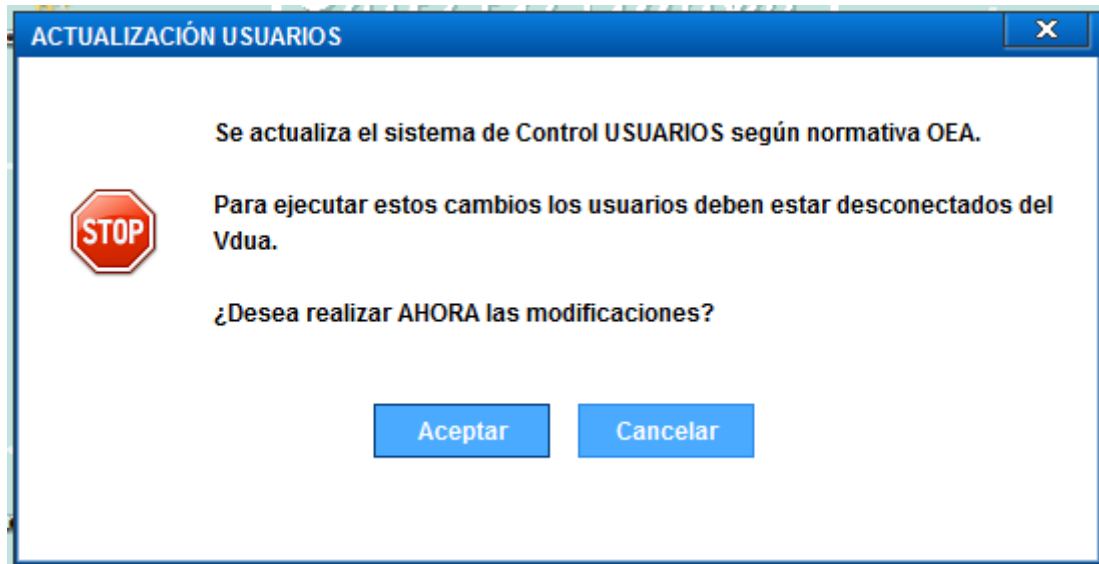 ACTUALIZACIÓN USUARIOS
Se actualiza el sistema de Control USUARIOS según normativa OEA.
STOP
Para ejecutar estos cambios los usuarios deben estar desconectados del
Vdua.
¿Desea realizar AHORA las modificaciones?
Aceptar Cancelar